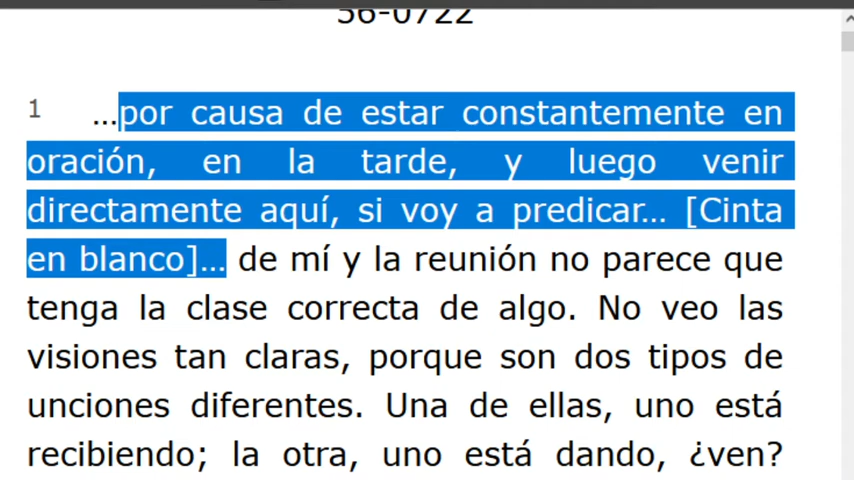 56-0722
1 …por causa de estar constantemente en
oración, en la tarde, y luego venir
directamente aquí, si voy a predicar… [Cinta
en blanco]… de mí y la reunión no parece que
tenga la clase correcta de algo. No veo las
visiones tan claras, porque son dos tipos de
unciones diferentes. Una de ellas, uno está
recibiendo; la otra, uno está dando, ¿ven?